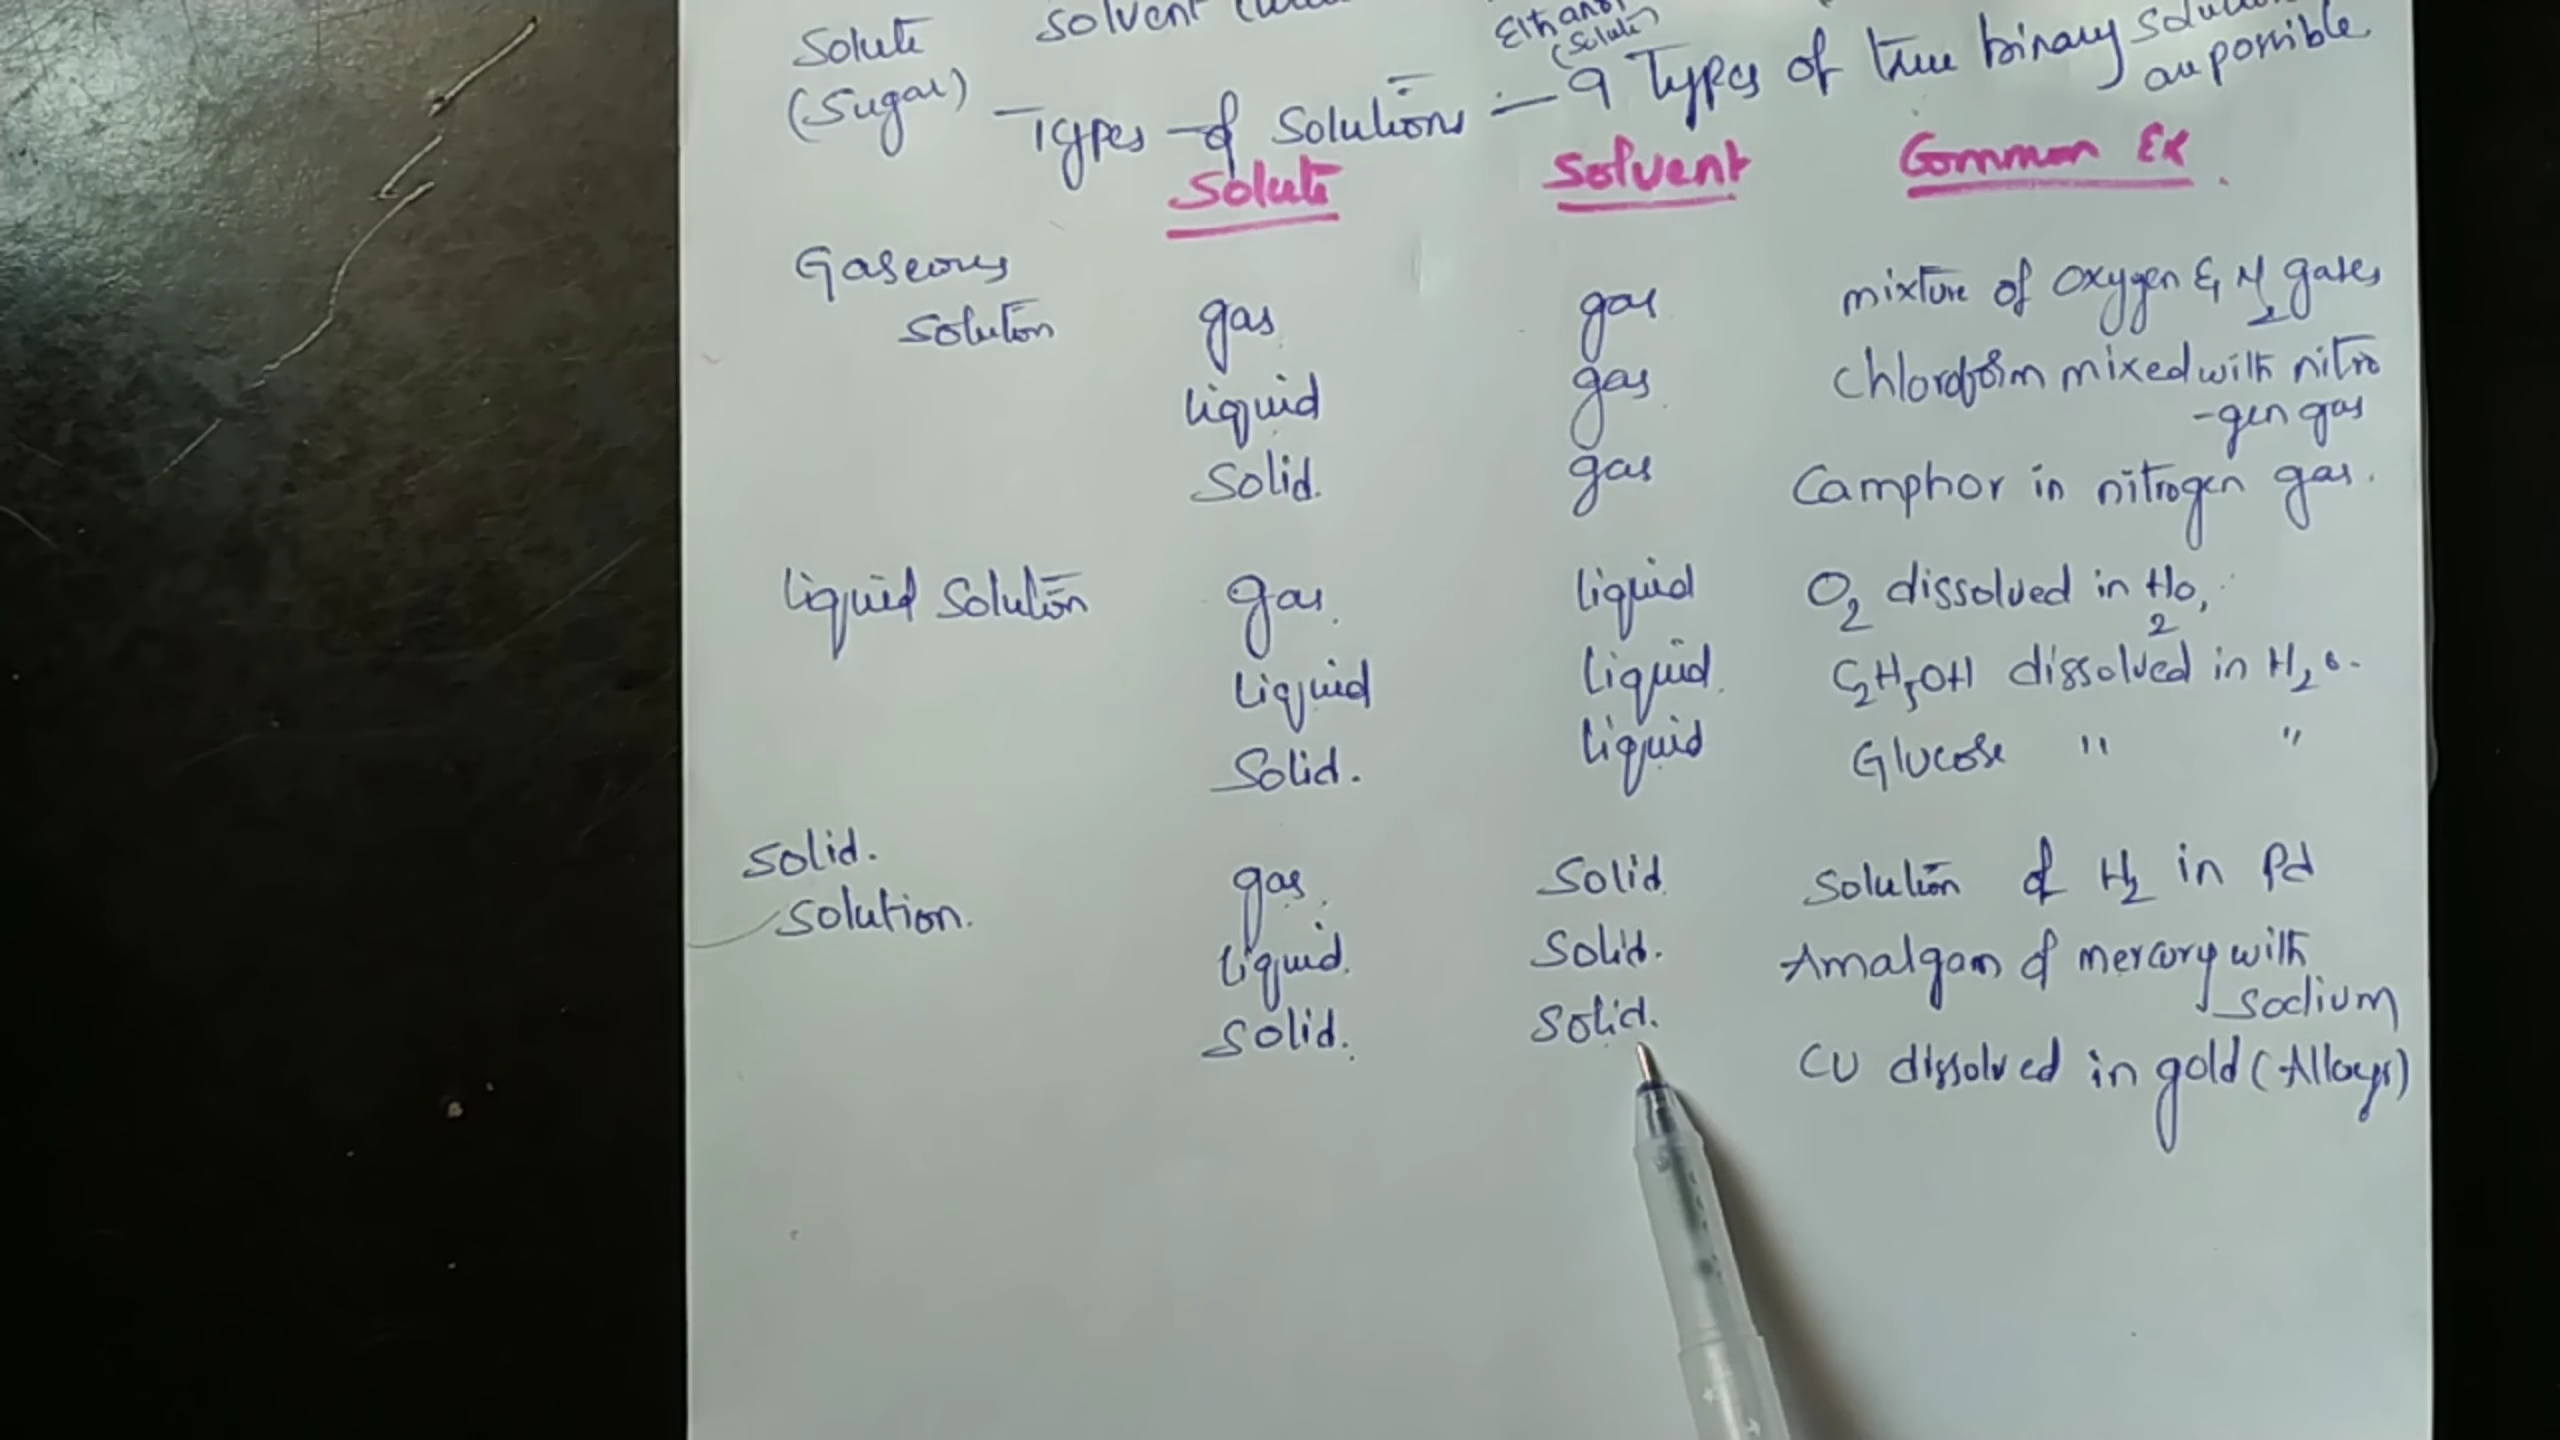 Solute Solvent
Ethanol
(Solute)
(Sugar)
Types of Solutions :- 9 Types of true binary
are possible
Solute Solvent Common Ex.
Gaseous
Solution gas gas mixture of oxygen & N2 gases
liquid gas chloroform mixed with nitro
-gen gas
Solid. gas Camphor in nitrogen gas.
liquid Solution gas. liquid O2 dissolved in H2O,
Liquid liquid. C2H5OH dissolved in H2O.
Solid. liquid Glucose " "
Solid.
Solution. gas. Solid. Solution of H2 in Pd
liquid. Solid. Amalgam of mercury with
Sodium
Solid. Solid. CU dissolved in gold (Alloys)